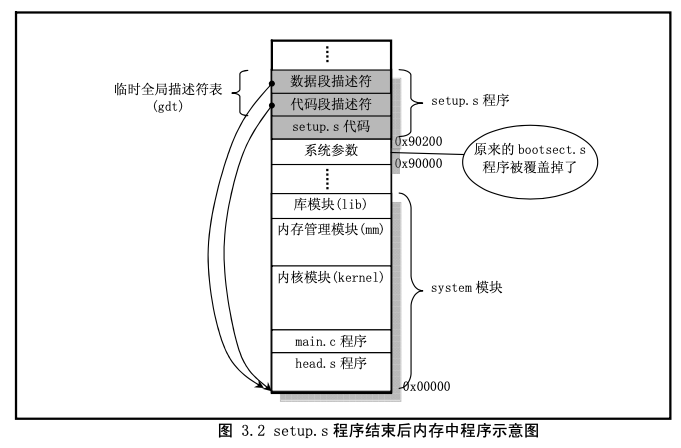 数据段描述符
临时全局描述符表
(gdt)
代码段描述符
setup.s 程序
setup.s 代码
0x90200
系统参数
原来的 bootsect.s
程序被覆盖掉了
0x90000
库模块(lib)
内存管理模块(mm)
内核模块(kernel)
system 模块
main.c 程序
head.s 程序
0x00000
图 3.2 setup.s 程序结束后内存中程序示意图